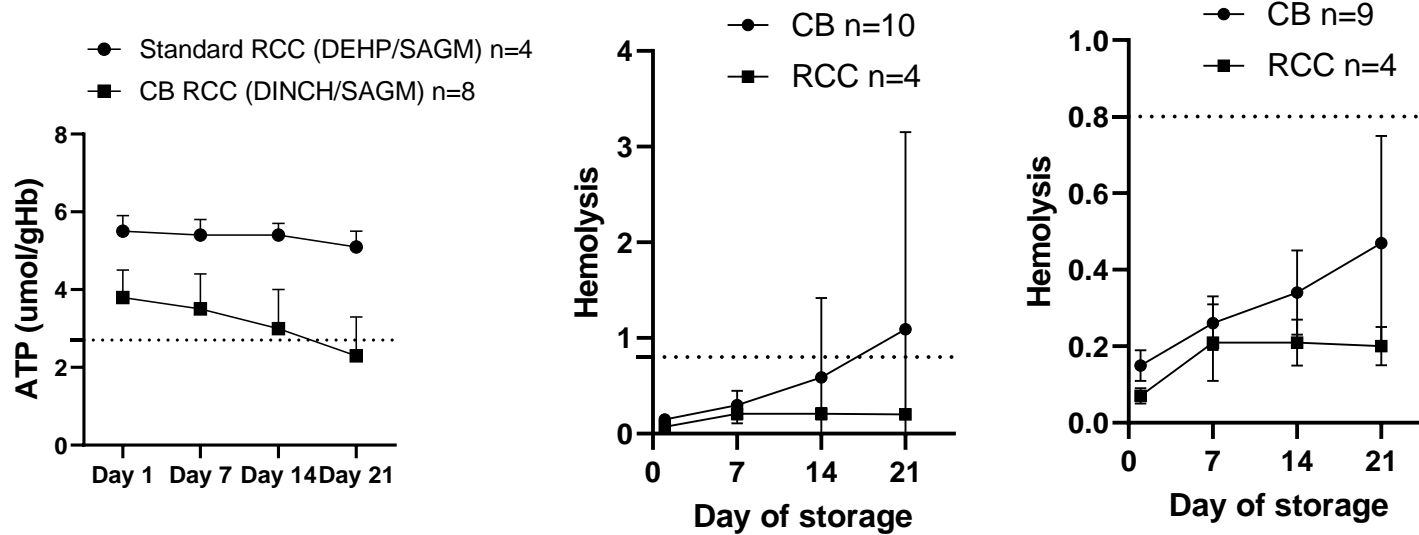 Standard RCC (DEHP/SAGM) n=4
CB RCC (DINCH/SAGM) n=8
ATP (umol/gHb)
8
6
4
2
0
Day 1 Day 7 Day 14 Day 21
CB n=10
RCC n=4
Hemolysis
4
3
2
1
0
0 7 14 21
Day of storage
CB n=9
RCC n=4
Hemolysis
1.0
0.8
0.6
0.4
0.2
0.0
0 7 14 21
Day of storage